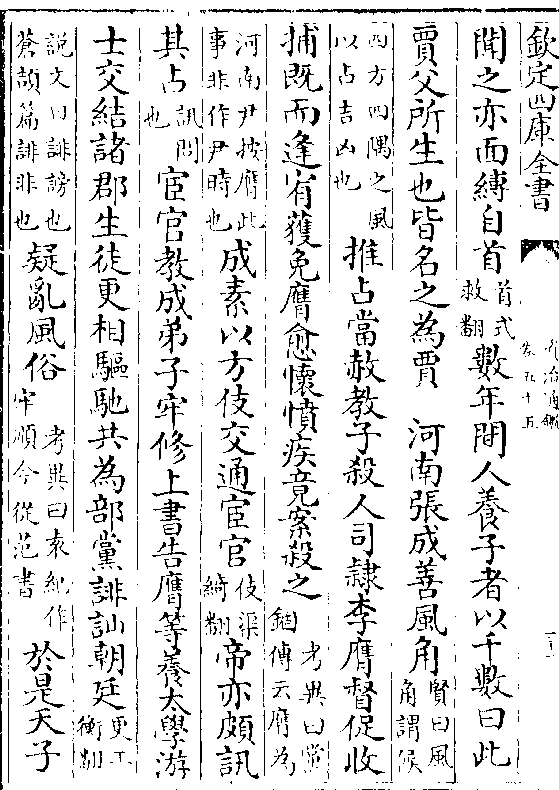 欽定四庫全書
資治通鑑
卷五十五
聞之亦面縛自首首式救翻數年間人養子者以千數曰此
賈父所生也皆名之為賈 河南張成善風角賢曰風角謂候
四方四隅之風以占吉凶也推占當赦教子殺人司隸李膺督促收
捕既而逢宥獲免膺愈懷憤疾竟案殺之考異曰黨錮傳云膺為
河南尹按膺此事非作尹時也成素以方伎交通宦官伎渠綺翻帝亦頗訊
其占訊問也宦官教成弟子牢修上書告膺等養太學游
士交結諸郡生徒更相驅馳共為部黨誹訕朝廷更工衡翻
說文曰誹謗也蒼頡篇誹非也疑亂風俗考異曰袁紀作牢順今從范書於是天子